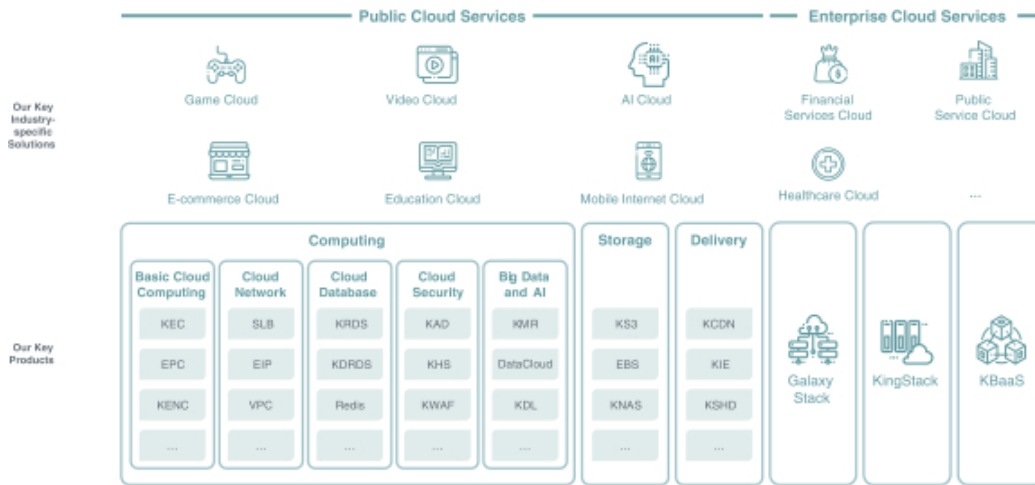 Public Cloud Services
Enterprise Cloud Services
Our Key
Industry-
specific
Solutions
Game Cloud
Video Cloud
AI
AI Cloud
Financial
Services Cloud
Public
Service Cloud
E-commerce Cloud
Education Cloud
Mobile Internet Cloud
Healthcare Cloud
...
Our Key
Products
Computing
Basic Cloud
Computing
KEC
EPC
KENC
...
Cloud
Network
SLB
EIP
VPC
...
Cloud
Database
KRDS
KDRDS
Redis
...
Cloud
Security
KAD
KHS
KWAF
...
Big Data
and AI
KMR
DataCloud
KDL
...
Storage
KS3
EBS
KNAS
...
Delivery
KCDN
KIE
KSHD
...
Galaxy
Stack
KingStack
KBaaS